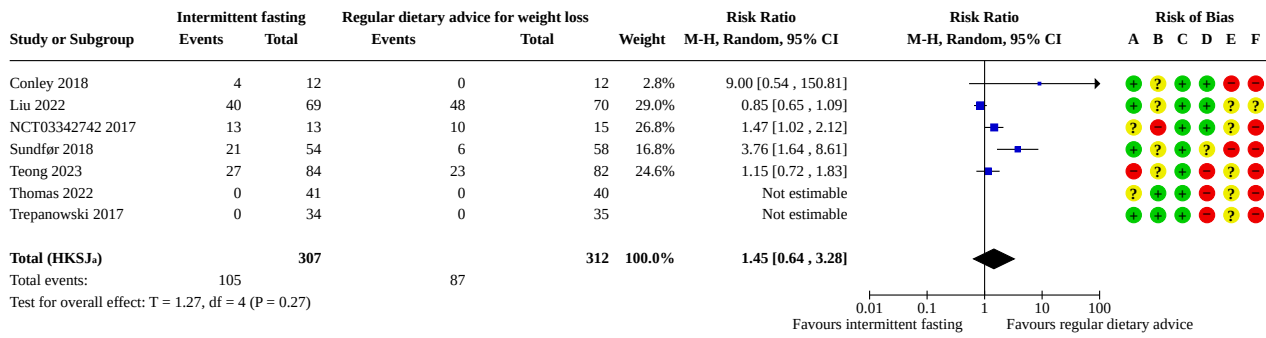 Intermittent fasting Regular dietary advice for weight loss Risk Ratio Risk Ratio Risk of Bias
Study or Subgroup Events Total Events Total Weight M-H, Random, 95% CI M-H, Random, 95% CI A B C D E F
Conley 2018 4 12 0 12 2.8% 9.00 [0.54 , 150.81] + ? + + − −
Liu 2022 40 69 48 70 29.0% 0.85 [0.65 , 1.09] + ? + + ? ?
NCT03342742 2017 13 13 10 15 26.8% 1.47 [1.02 , 2.12] ? − + + ? −
Sundfør 2018 21 54 6 58 16.8% 3.76 [1.64 , 8.61] + ? + ? − −
Teong 2023 27 84 23 82 24.6% 1.15 [0.72 , 1.83] − ? + − ? −
Thomas 2022 0 41 0 40 Not estimable ? + + − ? −
Trepanowski 2017 0 34 0 35 Not estimable + + + − ? −
Total (HKSJa) 307 312 100.0% 1.45 [0.64 , 3.28]
Total events: 105 87
Test for overall effect: T = 1.27, df = 4 (P = 0.27)
0.01 0.1 1 10 100
Favours intermittent fasting Favours regular dietary advice